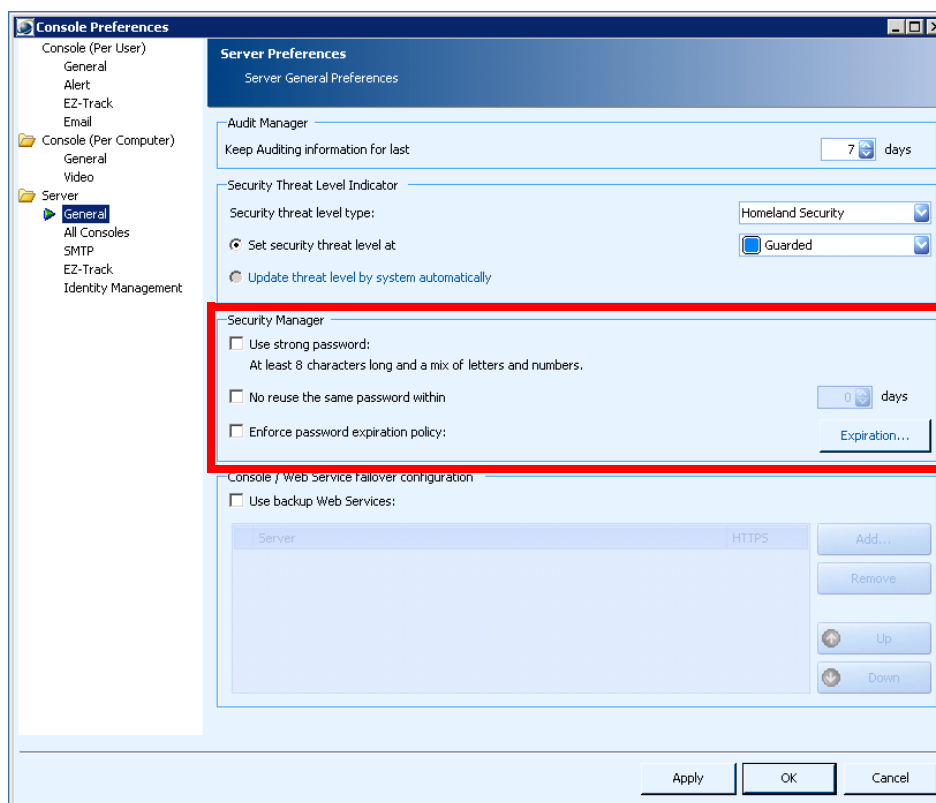 Console Preferences
Console (Per User)
General
Alert
EZ-Track
Email
Console (Per Computer)
General
Video
Server
General
All Consoles
SMTP
EZ-Track
Identity Management
Server Preferences
Server General Preferences
Audit Manager
Keep Auditing information for last 7 days
Security Threat Level Indicator
Security threat level type: Homeland Security
Set security threat level at Guarded
Update threat level by system automatically
Security Manager
Use strong password:
At least 8 characters long and a mix of letters and numbers.
No reuse the same password within 0 days
Enforce password expiration policy: Expiration...
Console / Web Service failover configuration
Use backup Web Services:
Server HTTPS
Add...
Remove
Up
Down
Apply OK Cancel